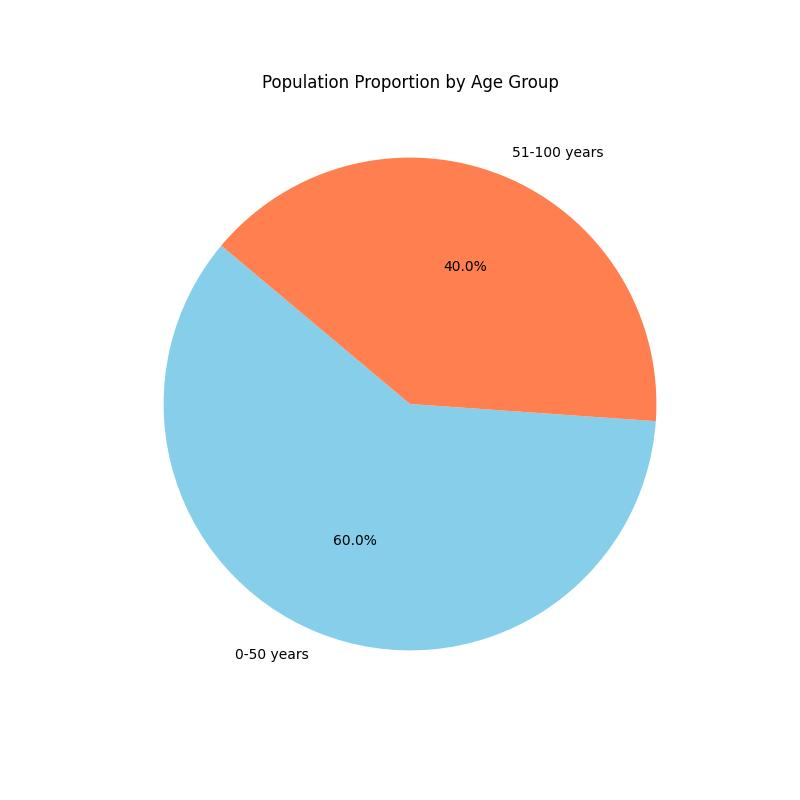 Population Proportion by Age Group
51-100 years
40.0%
60.0%
0-50 years